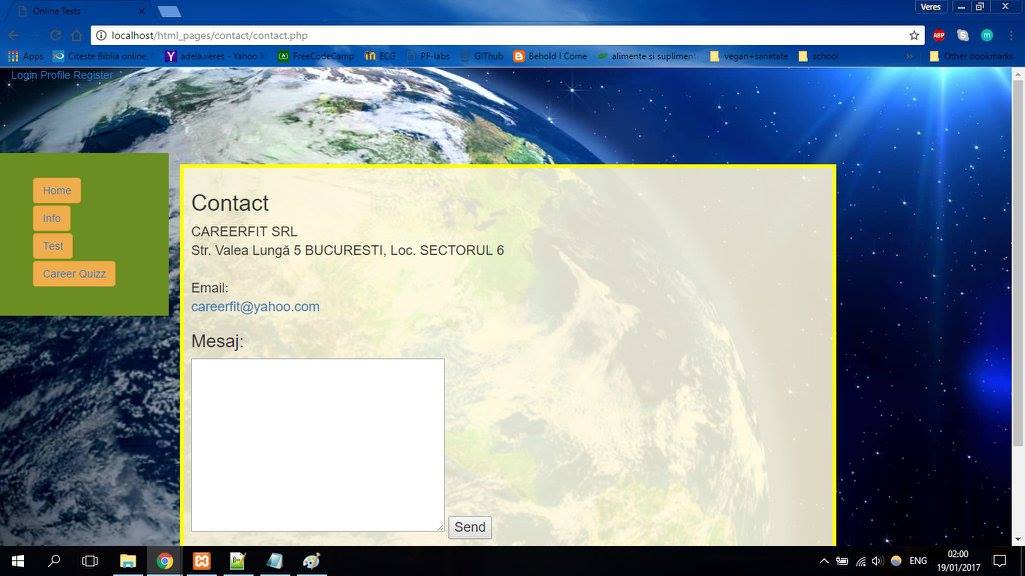 Online Tests
Veres
localhost/html_pages/contact/contact.php
ABP
Apps Citeste Biblia online adela.veres - Yahoo FreeCodeCamp ECG PF-labs GIThub Behold I Come alimente si suplimen vegan+sanatate scoch Other bookmarks
Login Profile Register
Home
Info
Test
Career Quizz
Contact
CAREERFIT SRL
Str. Valea Lungă 5 BUCURESTI, Loc. SECTORUL 6
Email:
careerfit@yahoo.com
Mesaj:
Send
ENG
02:00
19/01/2017